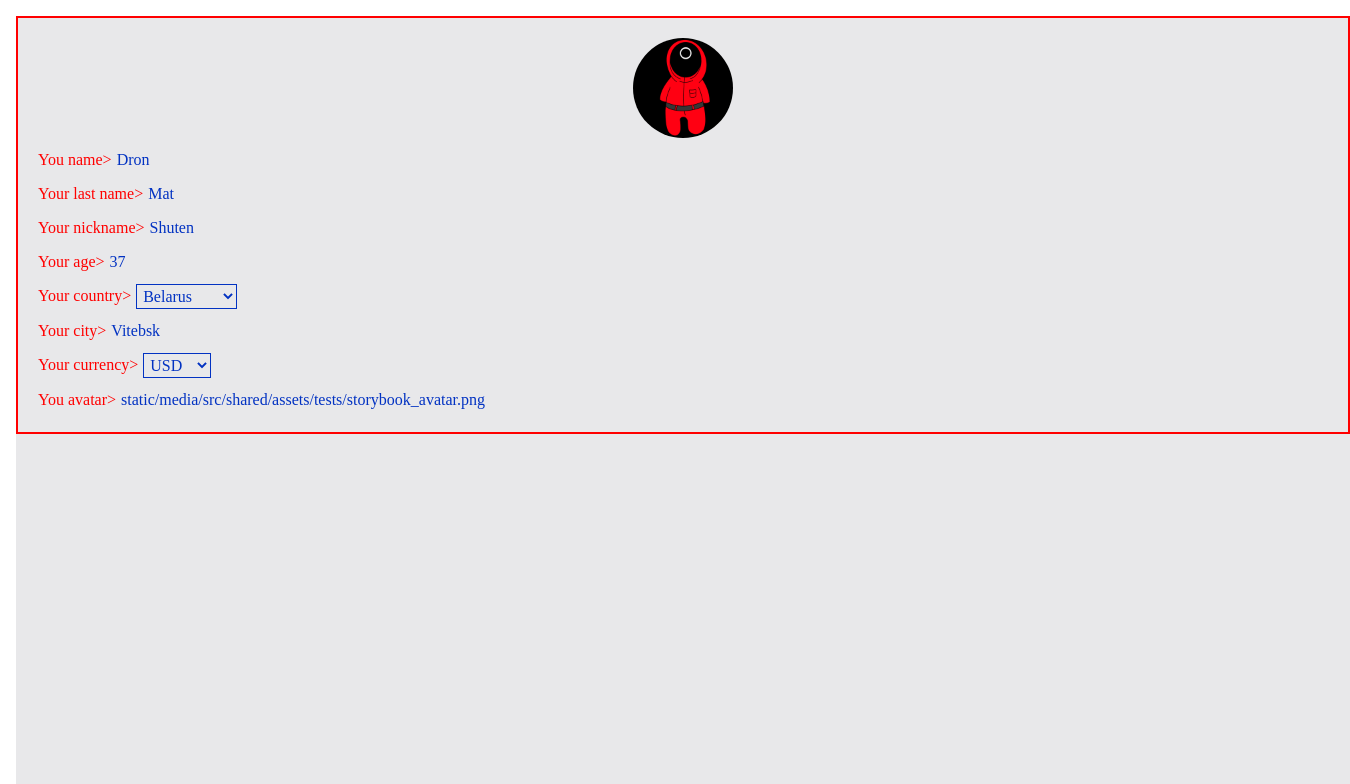 You name> Dron
Your last name> Mat
Your nickname> Shuten
Your age> 37
Your country> Belarus
Your city> Vitebsk
Your currency> USD
You avatar> static/media/src/shared/assets/tests/storybook_avatar.png